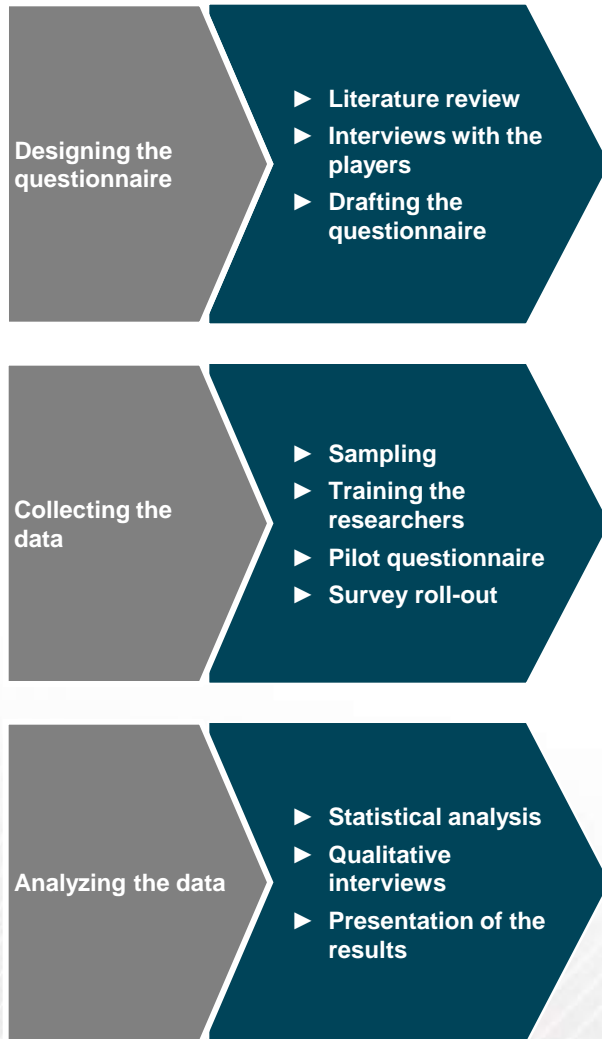 Designing the
questionnaire
► Literature review
► Interviews with the
players
► Drafting the
questionnaire
Collecting the
data
► Sampling
► Training the
researchers
► Pilot questionnaire
► Survey roll-out
Analyzing the data
► Statistical analysis
► Qualitative
interviews
► Presentation of the
results